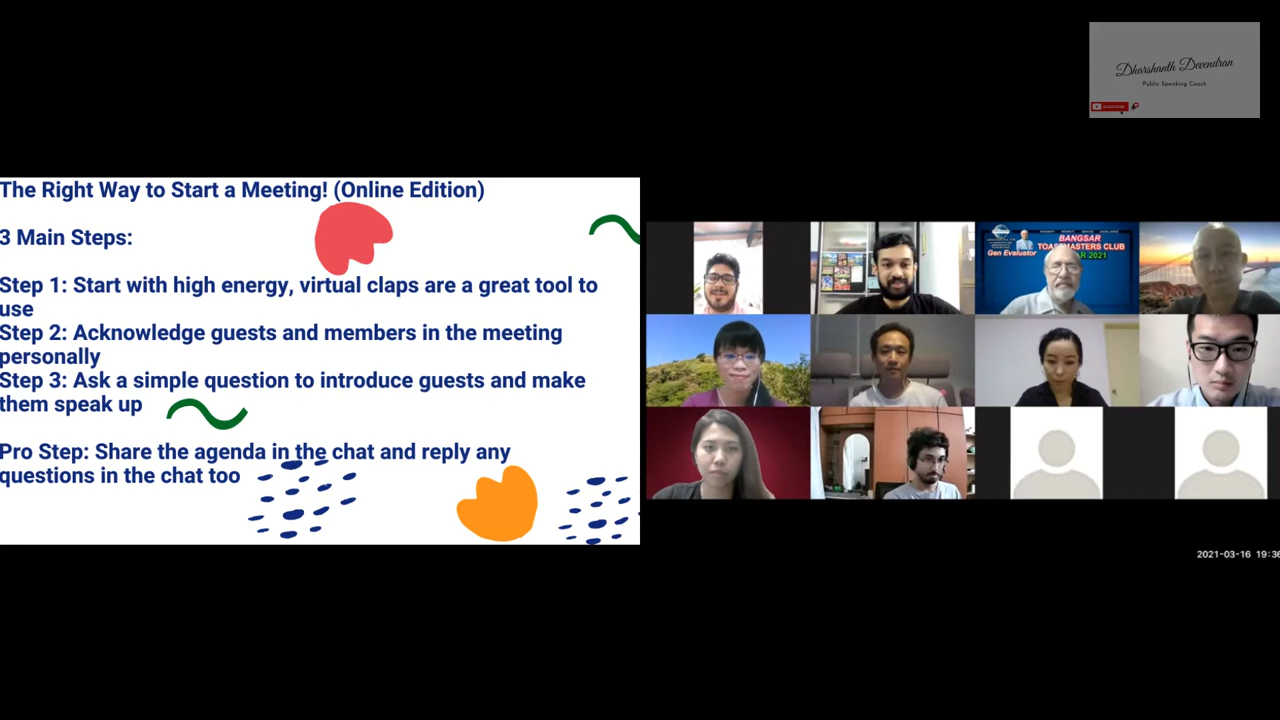 Dharshanth Devendran
Public Speaking Coach
SUBSCRIBE
The Right Way to Start a Meeting! (Online Edition)
3 Main Steps:
Step 1: Start with high energy, virtual claps are a great tool to
use
Step 2: Acknowledge guests and members in the meeting
personally
Step 3: Ask a simple question to introduce guests and make
them speak up
Pro Step: Share the agenda in the chat and reply any
questions in the chat too
BANGSAR
TOASTMASTERS CLUB
Gen Evaluator
R 2021
2021-03-16 19:36